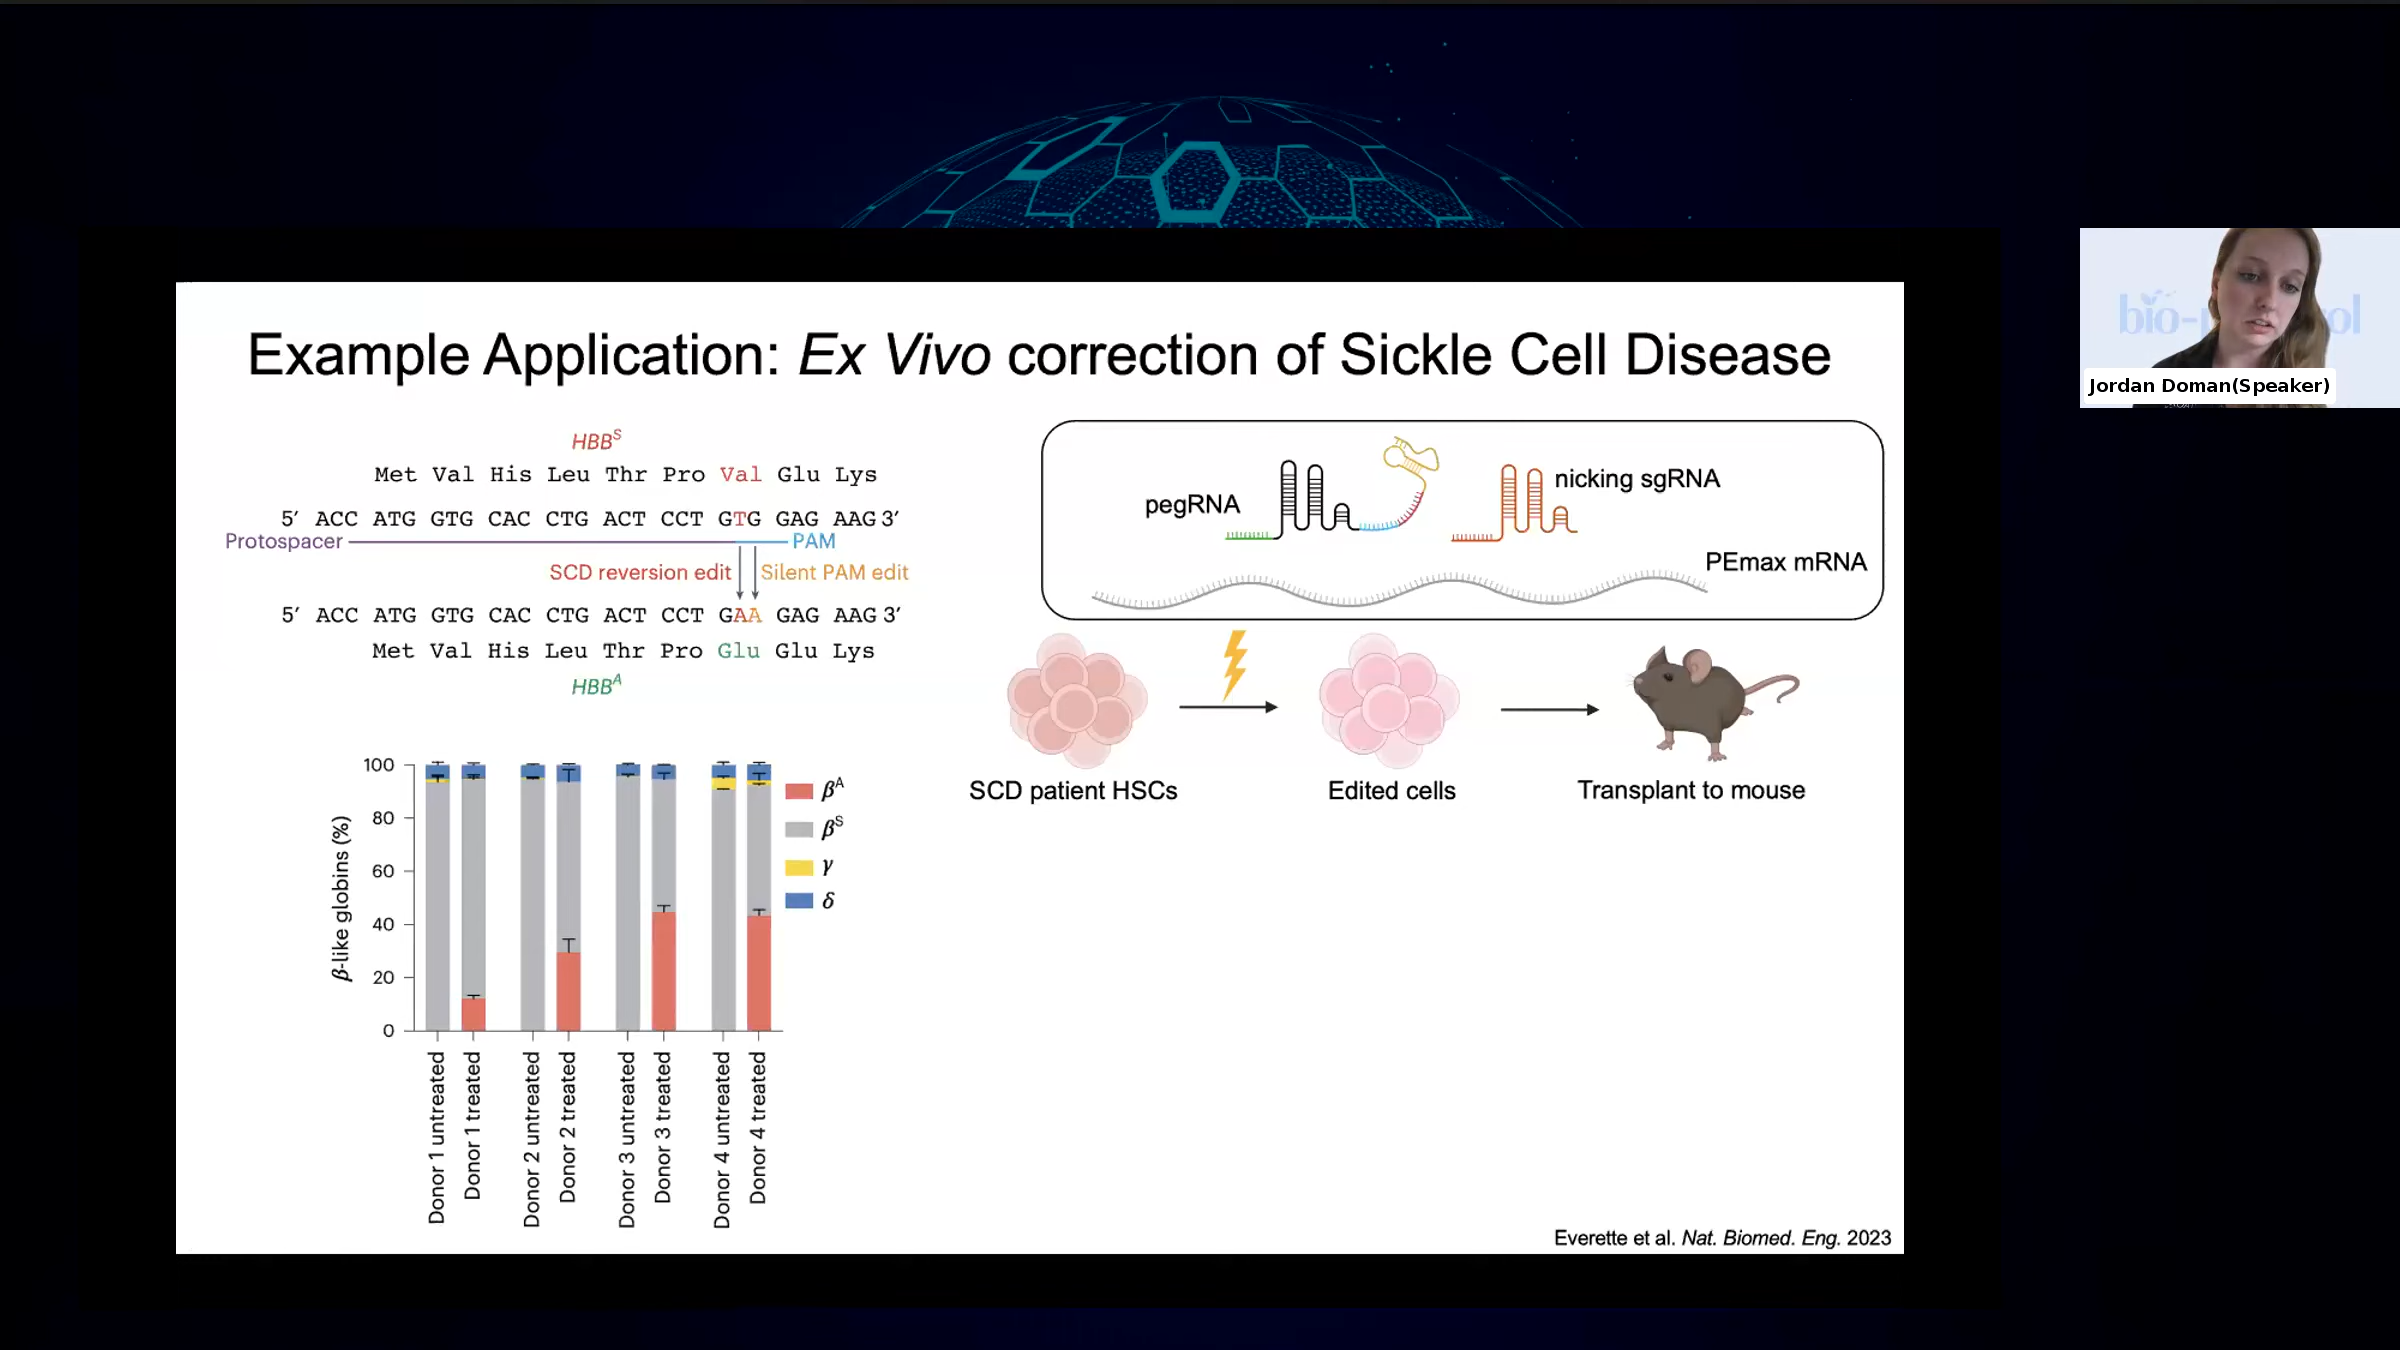 Example Application: Ex Vivo correction of Sickle Cell Disease
HBBS
Met Val His Leu Thr Pro Val Glu Lys
5′ ACC ATG GTG CAC CTG ACT CCT GTG GAG AAG 3′
Protospacer PAM
SCD reversion edit Silent PAM edit
5′ ACC ATG GTG CAC CTG ACT CCT GAA GAG AAG 3′
Met Val His Leu Thr Pro Glu Glu Lys
HBBA
β-like globins (%)
100
80
60
40
20
0
βA
βS
γ
δ
Donor 1 untreated
Donor 1 treated
Donor 2 untreated
Donor 2 treated
Donor 3 untreated
Donor 3 treated
Donor 4 untreated
Donor 4 treated
pegRNA
nicking sgRNA
PEmax mRNA
SCD patient HSCs
Edited cells
Transplant to mouse
Everette et al. Nat. Biomed. Eng. 2023
Jordan Doman(Speaker)